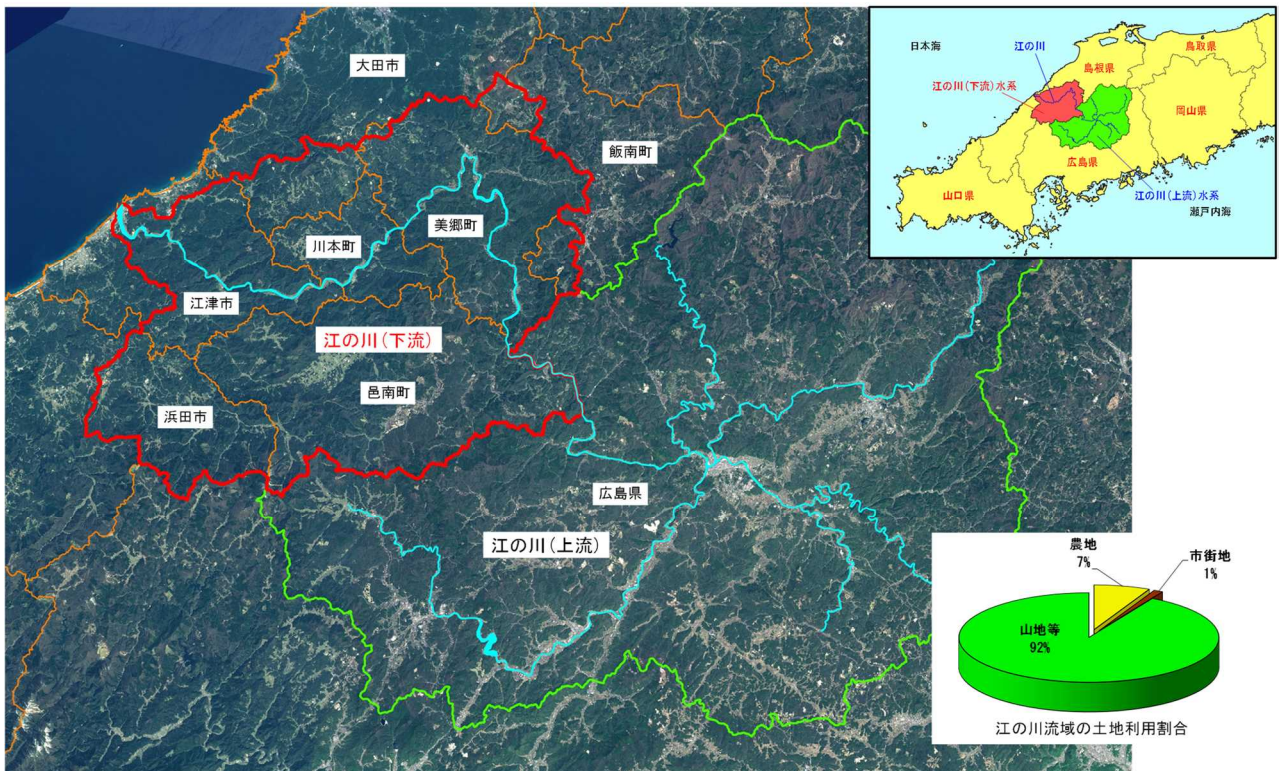 大田市
飯南町
美郷町
川本町
江津市
江の川(下流)
邑南町
浜田市
広島県
江の川(上流)
日本海
江の川
鳥取県
島根県
江の川(下流)水系
岡山県
広島県
山口県
江の川(上流)水系
瀬戸内海
農地
7%
市街地
1%
山地等
92%
江の川流域の土地利用割合